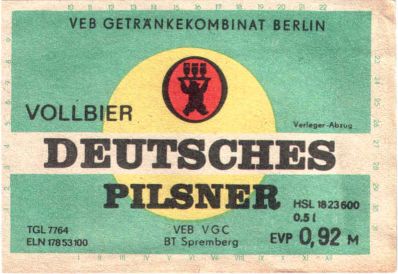 VEB GETRÄNKEKOMBINAT BERLIN
VOLLBIER
Verleger-Abzug
DEUTSCHES
PILSNER
HSL 1823600
0,5 l
TGL 7764
ELN 17853100
VEB VGC
BT Spremberg
EVP 0,92 M